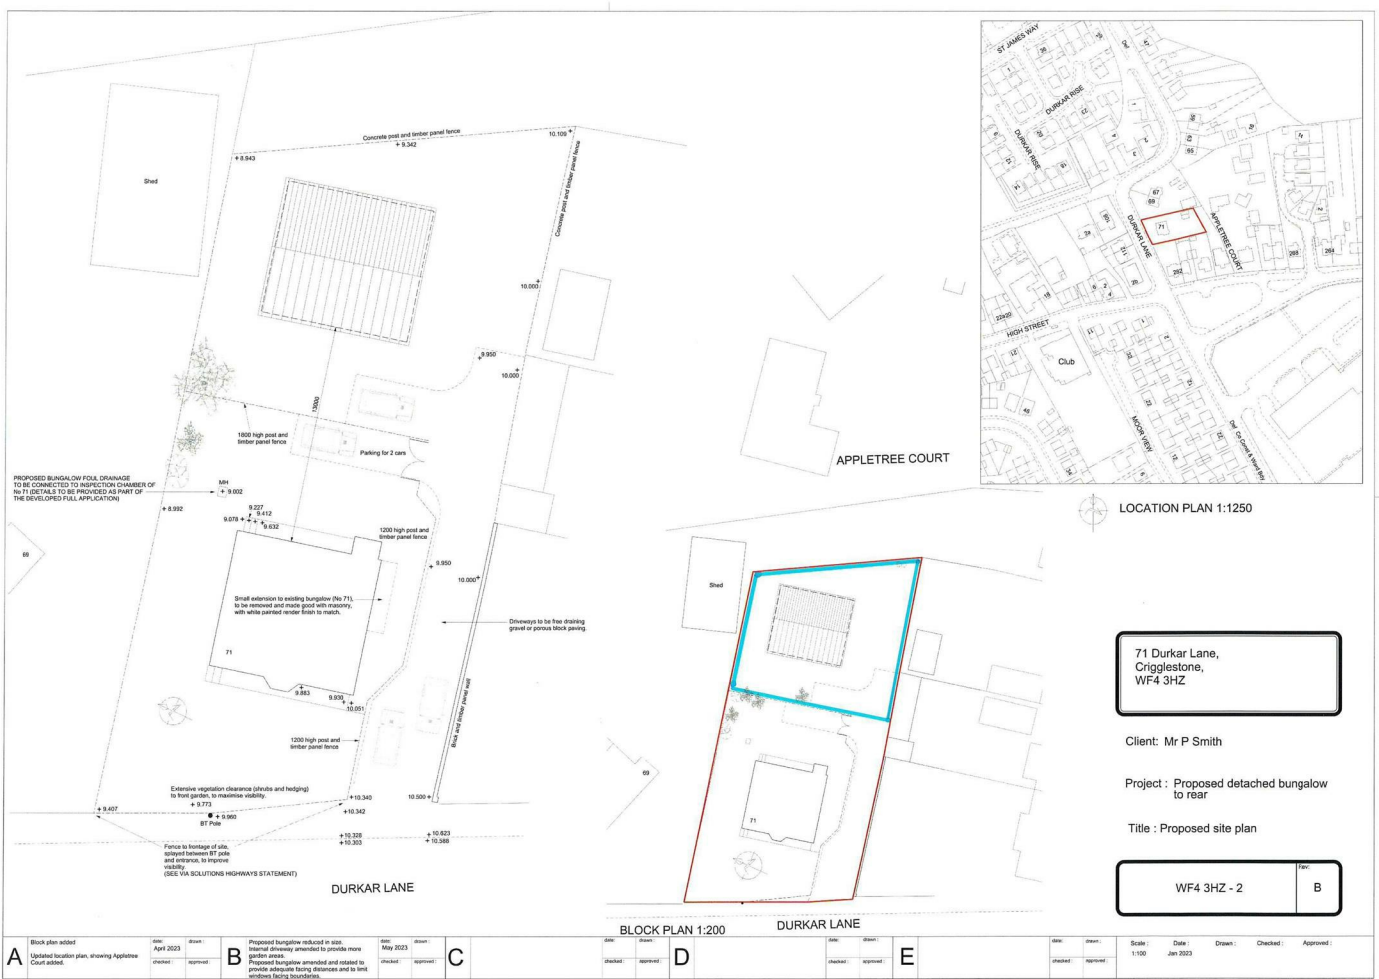 Concrete post and timber panel fence
9.342
10.109
8.943
Shed
Concrete post and timber panel fence
10.000
9.950
10.000
13000
1800 high post and
timber panel fence
Parking for 2 cars
PROPOSED BUNGALOW FOUL DRAINAGE
TO BE CONNECTED TO INSPECTION CHAMBER OF
No 71 (DETAILS TO BE PROVIDED AS PART OF
THE DEVELOPED FULL APPLICATION)
MH
9.002
8.992
9.227
9.078
9.412
9.632
1200 high post and
timber panel fence
69
9.950
10.000
Small extension to existing bungalow (No 71),
to be removed and made good with masonry,
with white painted render finish to match.
Driveways to be free draining
gravel or porous block paving.
71
9.883
9.930
10.051
Brick and timber panel wall
1200 high post and
timber panel fence
Extensive vegetation clearance (shrubs and hedging)
to front garden, to maximise visibility.
9.407
9.773
9.960
BT Pole
10.340
10.342
10.500
10.328
10.303
10.623
10.586
Fence to frontage of site,
splayed between BT pole
and entrance, to improve
visibility.
(SEE VIA SOLUTIONS HIGHWAYS STATEMENT)
DURKAR LANE
APPLETREE COURT
Shed
69
71
BLOCK PLAN 1:200
DURKAR LANE
ST JAMES WAY
DURKAR RISE
DURKAR RISE
DURKAR LANE
APPLETREE COURT
HIGH STREET
MOOR VIEW
Club
67
69
71
65
Def
Def Co Const & Ward Bdy
LOCATION PLAN 1:1250
71 Durkar Lane,
Crigglestone,
WF4 3HZ
Client: Mr P Smith
Project : Proposed detached bungalow
to rear
Title : Proposed site plan
WF4 3HZ - 2
Rev:
B
A
Block plan added
Updated location plan, showing Appletree
Court added.
date:
April 2023
drawn :
checked :
approved :
B
Proposed bungalow reduced in size.
Internal driveway amended to provide more
garden areas.
Proposed bungalow amended and rotated to
provide adequate facing distances and to limit
windows facing boundaries.
date:
May 2023
drawn :
checked :
approved :
C
date:
drawn :
checked :
approved :
D
date:
drawn :
checked :
approved :
E
date:
drawn :
checked :
approved :
Scale :
1:100
Date :
Jan 2023
Drawn :
Checked :
Approved :